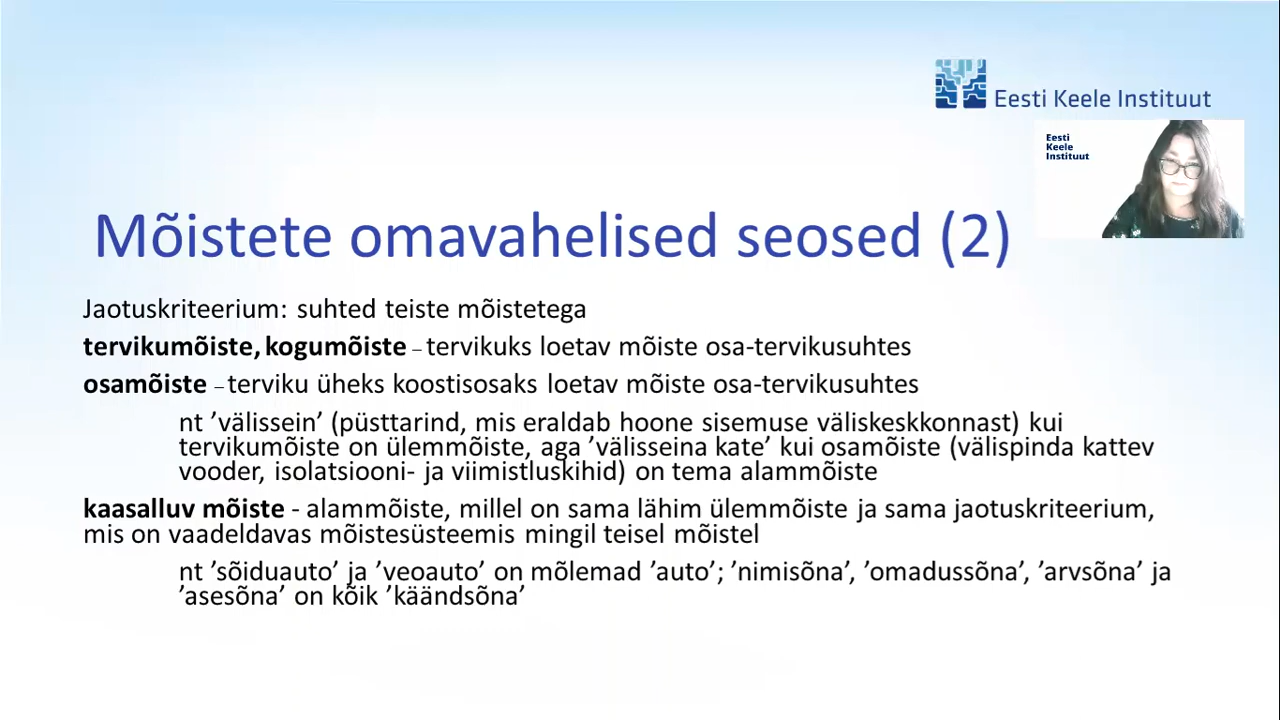 Eesti Keele Instituut
Eesti
Keele
Instituut
Mõistete omavahelised seosed (2)
Jaotuskriteerium: suhted teiste mõistetega
tervikumõiste, kogumõiste – tervikuks loetav mõiste osa-tervikusuhtes
osamõiste – terviku üheks koostisosaks loetav mõiste osa-tervikusuhtes
nt ’välissein’ (püsttarind, mis eraldab hoone sisemuse väliskeskkonnast) kui
tervikumõiste on ülemmõiste, aga ’välisseina kate’ kui osamõiste (välispinda kattev
vooder, isolatsiooni- ja viimistluskihid) on tema alammõiste
kaasalluv mõiste - alammõiste, millel on sama lähim ülemmõiste ja sama jaotuskriteerium,
mis on vaadeldavas mõistesüsteemis mingil teisel mõistel
nt ’sõiduauto’ ja ’veoauto’ on mõlemad ’auto’; ’nimisõna’, ’omadussõna’, ’arvsõna’ ja
’asesõna’ on kõik ’käändsõna’